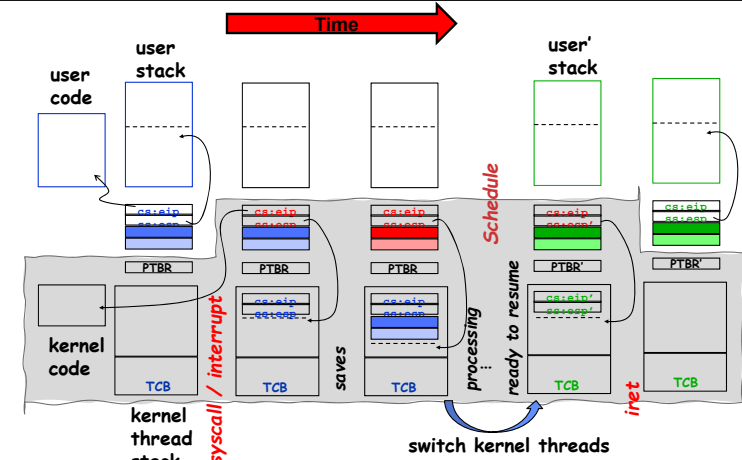 Time
user
stack
user'
stack
user
code
Schedule
cs:eip
ss:esp
cs:eip
ss:esp
cs:eip
ss:esp
cs:eip
ss:esp'
cs:eip
ss:esp
PTBR
PTBR
PTBR
PTBR'
PTBR'
cs:eip
ss:esp
cs:eip
ss:esp
cs:eip'
ss:esp'
kernel
code
syscall / interrupt
saves
processing
...
ready to resume
iret
TCB
TCB
TCB
TCB
TCB
kernel
thread
stack
switch kernel threads